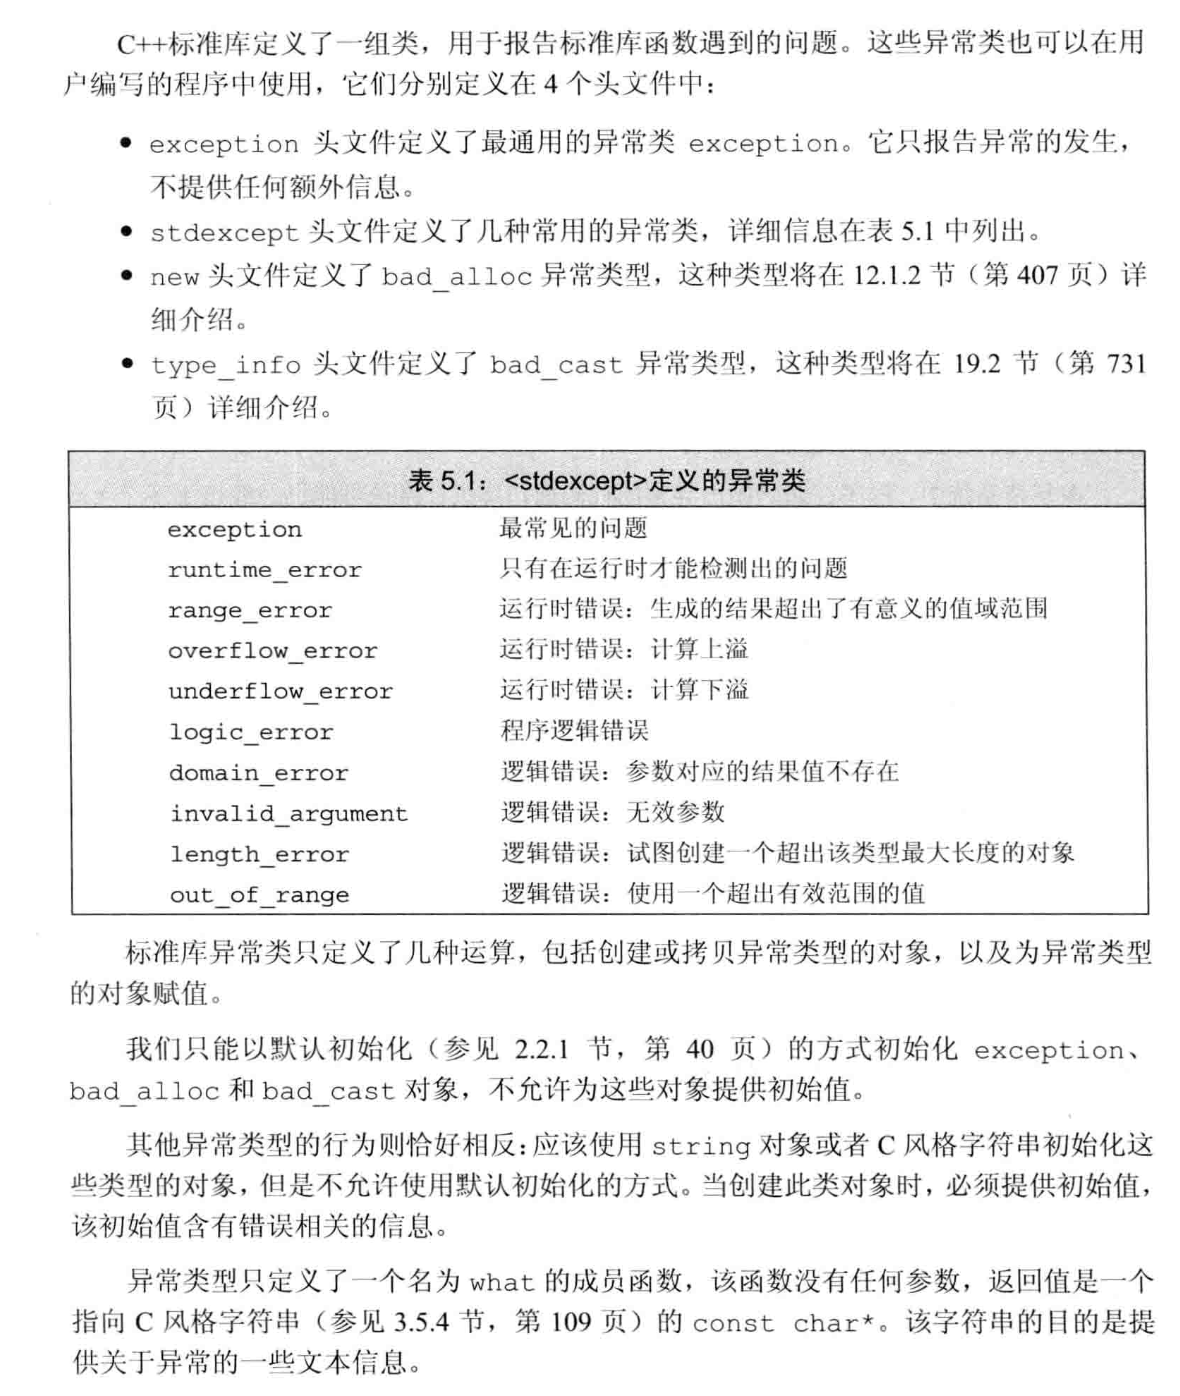 C++标准库定义了一组类，用于报告标准库函数遇到的问题。这些异常类也可以在用
户编写的程序中使用，它们分别定义在 4 个头文件中：
● exception 头文件定义了最通用的异常类 exception。它只报告异常的发生，
不提供任何额外信息。
● stdexcept 头文件定义了几种常用的异常类，详细信息在表 5.1 中列出。
● new 头文件定义了 bad_alloc 异常类型，这种类型将在 12.1.2 节（第 407 页）详
细介绍。
● type_info 头文件定义了 bad_cast 异常类型，这种类型将在 19.2 节（第 731
页）详细介绍。
表 5.1：<stdexcept>定义的异常类
exception 最常见的问题
runtime_error 只有在运行时才能检测出的问题
range_error 运行时错误：生成的结果超出了有意义的值域范围
overflow_error 运行时错误：计算上溢
underflow_error 运行时错误：计算下溢
logic_error 程序逻辑错误
domain_error 逻辑错误：参数对应的结果值不存在
invalid_argument 逻辑错误：无效参数
length_error 逻辑错误：试图创建一个超出该类型最大长度的对象
out_of_range 逻辑错误：使用一个超出有效范围的值
标准库异常类只定义了几种运算，包括创建或拷贝异常类型的对象，以及为异常类型
的对象赋值。
我们只能以默认初始化（参见 2.2.1 节，第 40 页）的方式初始化 exception、
bad_alloc 和 bad_cast 对象，不允许为这些对象提供初始值。
其他异常类型的行为则恰好相反：应该使用 string 对象或者 C 风格字符串初始化这
些类型的对象，但是不允许使用默认初始化的方式。当创建此类对象时，必须提供初始值，
该初始值含有错误相关的信息。
异常类型只定义了一个名为 what 的成员函数，该函数没有任何参数，返回值是一个
指向 C 风格字符串（参见 3.5.4 节，第 109 页）的 const char*。该字符串的目的是提
供关于异常的一些文本信息。